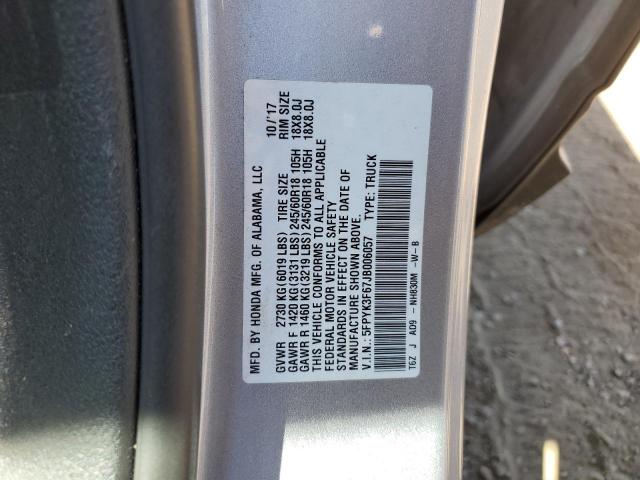 MFD. BY HONDA MFG. OF ALABAMA, LLC 10/'17
GVWR 2730 KG(6019 LBS) TIRE SIZE RIM SIZE
GAWR F 1420 KG(3131 LBS) 245/60R18 105H 18X8.0J
GAWR R 1460 KG(3219 LBS) 245/60R18 105H 18X8.0J
THIS VEHICLE CONFORMS TO ALL APPLICABLE
FEDERAL MOTOR VEHICLE SAFETY
STANDARDS IN EFFECT ON THE DATE OF
MANUFACTURE SHOWN ABOVE.
V.I.N.: 5FPYK3F67JB006057 TYPE: TRUCK
T6Z J A09 - NH830M -W-B